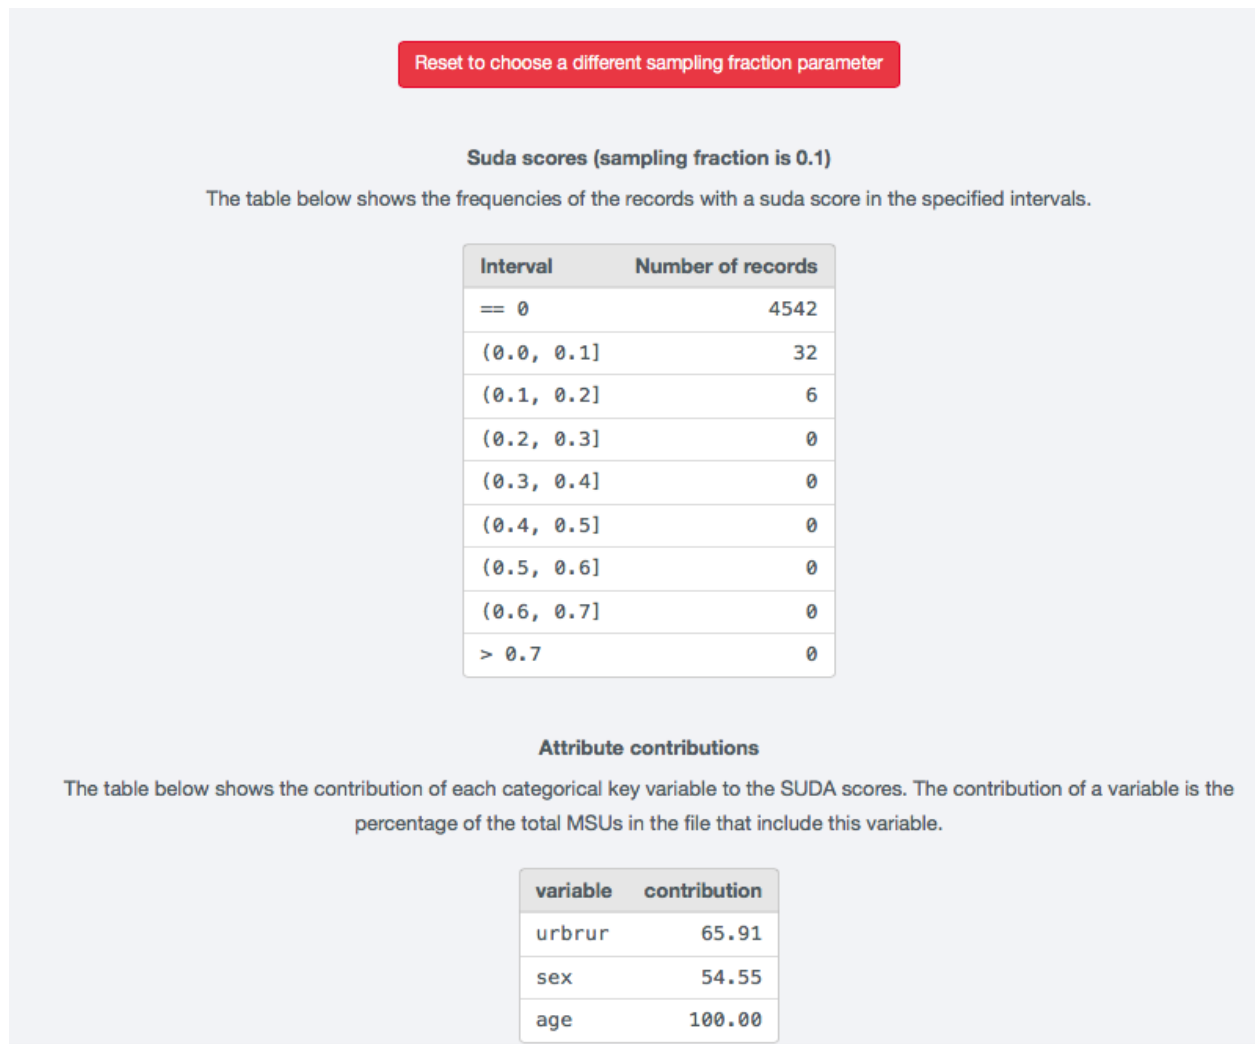 Reset to choose a different sampling fraction parameter
Suda scores (sampling fraction is 0.1)
The table below shows the frequencies of the records with a suda score in the specified intervals.
Interval Number of records
== 0 4542
(0.0, 0.1] 32
(0.1, 0.2] 6
(0.2, 0.3] 0
(0.3, 0.4] 0
(0.4, 0.5] 0
(0.5, 0.6] 0
(0.6, 0.7] 0
> 0.7 0
Attribute contributions
The table below shows the contribution of each categorical key variable to the SUDA scores. The contribution of a variable is the
percentage of the total MSUs in the file that include this variable.
variable contribution
urbrur 65.91
sex 54.55
age 100.00